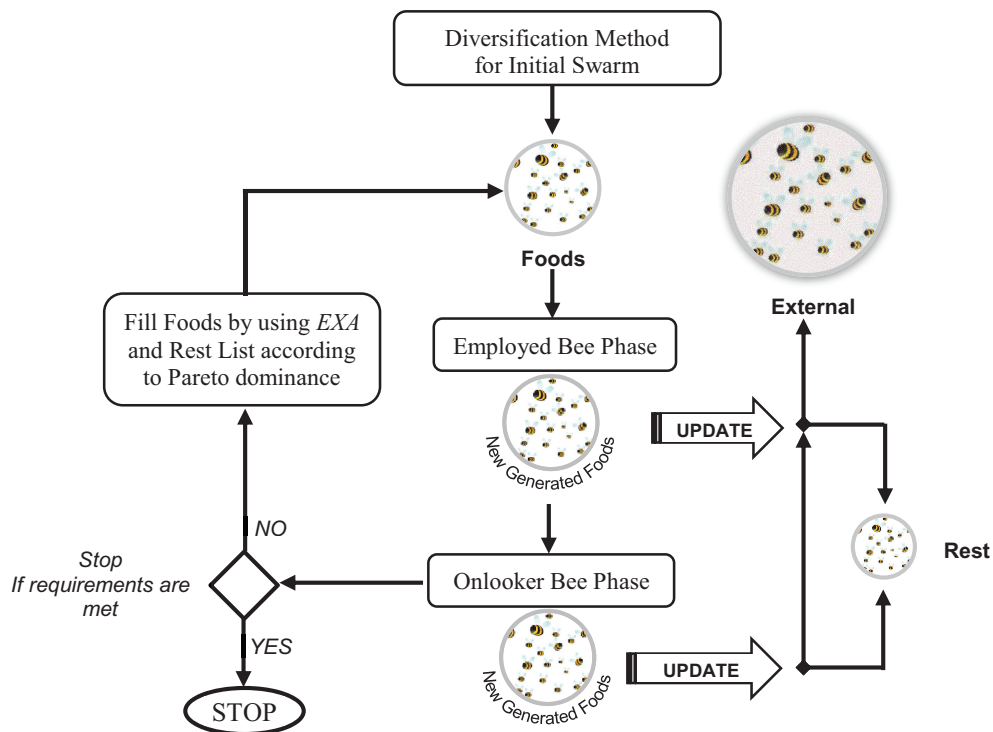 Diversification Method
for Initial Swarm
Foods
External
Fill Foods by using EXA
and Rest List according
to Pareto dominance
Employed Bee Phase
New Generated Foods
UPDATE
NO
Rest
Stop
If requirements are
met
Onlooker Bee Phase
YES
New Generated Foods
UPDATE
STOP